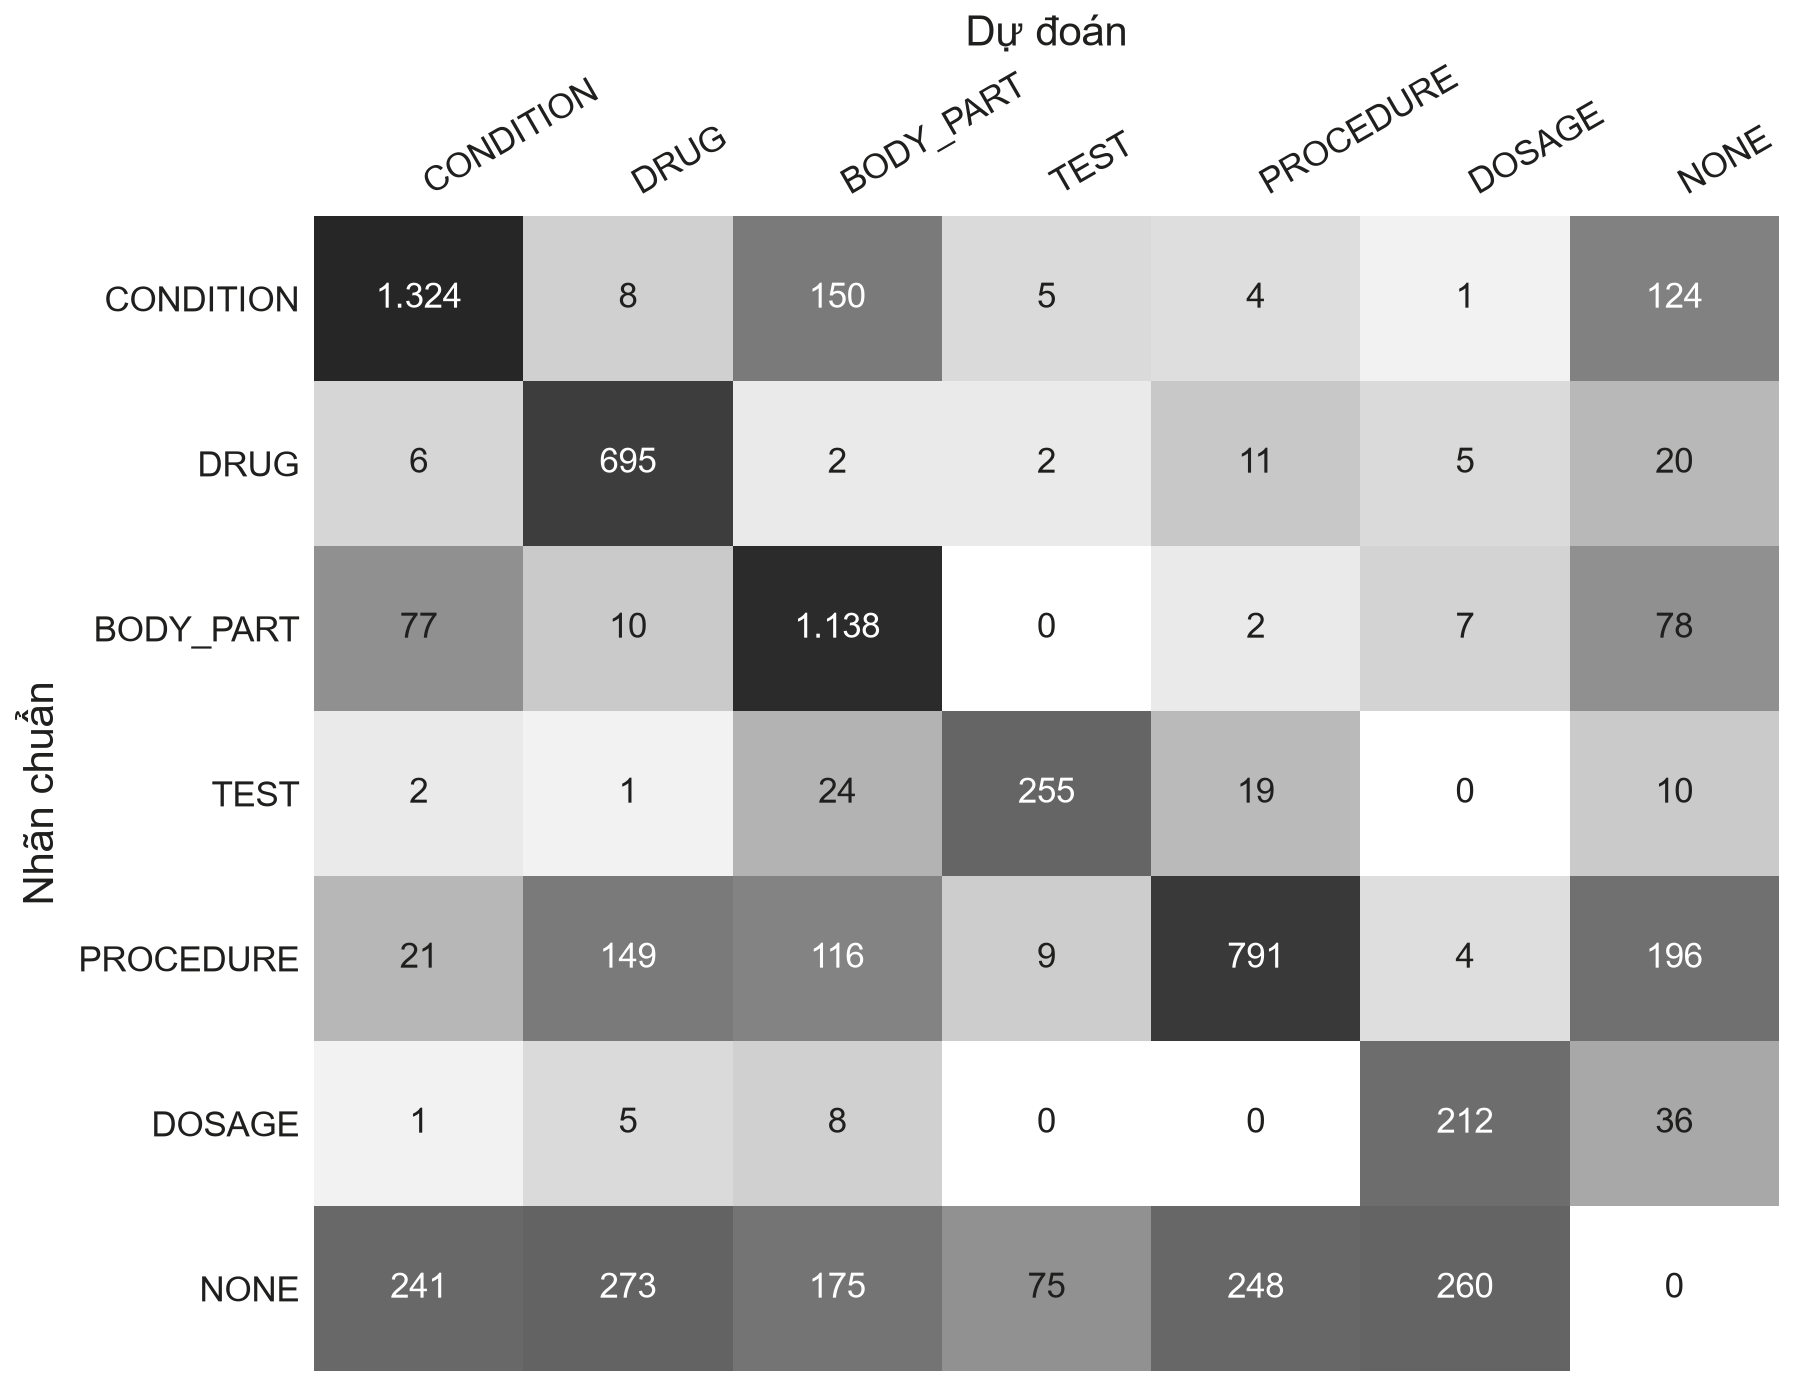 Dự đoán
CONDITION DRUG BODY_PART TEST PROCEDURE DOSAGE NONE
Nhãn chuẩn
CONDITION 1.324 8 150 5 4 1 124
DRUG 6 695 2 2 11 5 20
BODY_PART 77 10 1.138 0 2 7 78
TEST 2 1 24 255 19 0 10
PROCEDURE 21 149 116 9 791 4 196
DOSAGE 1 5 8 0 0 212 36
NONE 241 273 175 75 248 260 0